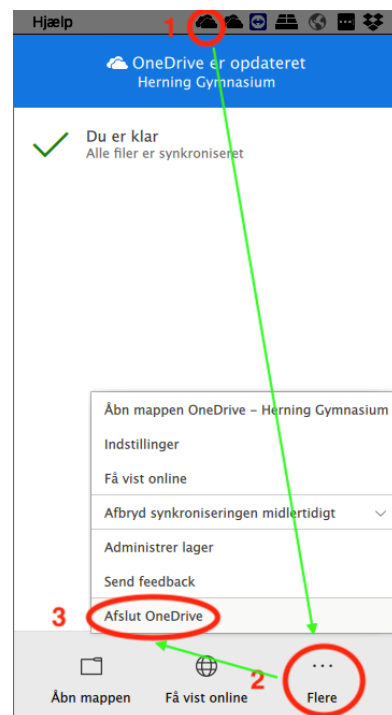 Hjælp
1
OneDrive er opdateret
Herning Gymnasium
Du er klar
Alle filer er synkroniseret
Åbn mappen OneDrive – Herning Gymnasium
Indstillinger
Få vist online
Afbryd synkroniseringen midlertidigt
Administrer lager
Send feedback
3 Afslut OneDrive
2
Åbn mappen Få vist online Flere